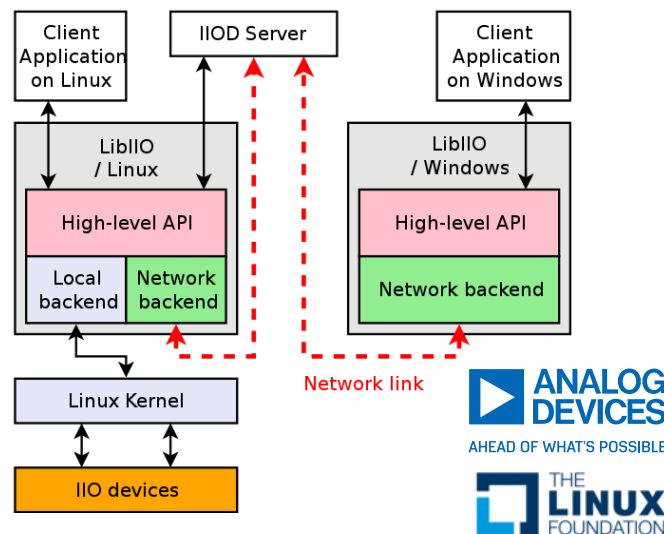 Client
Application
on Linux
IIOD Server
Client
Application
on Windows
LibIIO
/ Linux
LibIIO
/ Windows
High-level API
High-level API
Local
backend
Network
backend
Network backend
Network link
Linux Kernel
IIO devices
ANALOG
DEVICES
AHEAD OF WHAT'S POSSIBLE
THE
LINUX
FOUNDATION